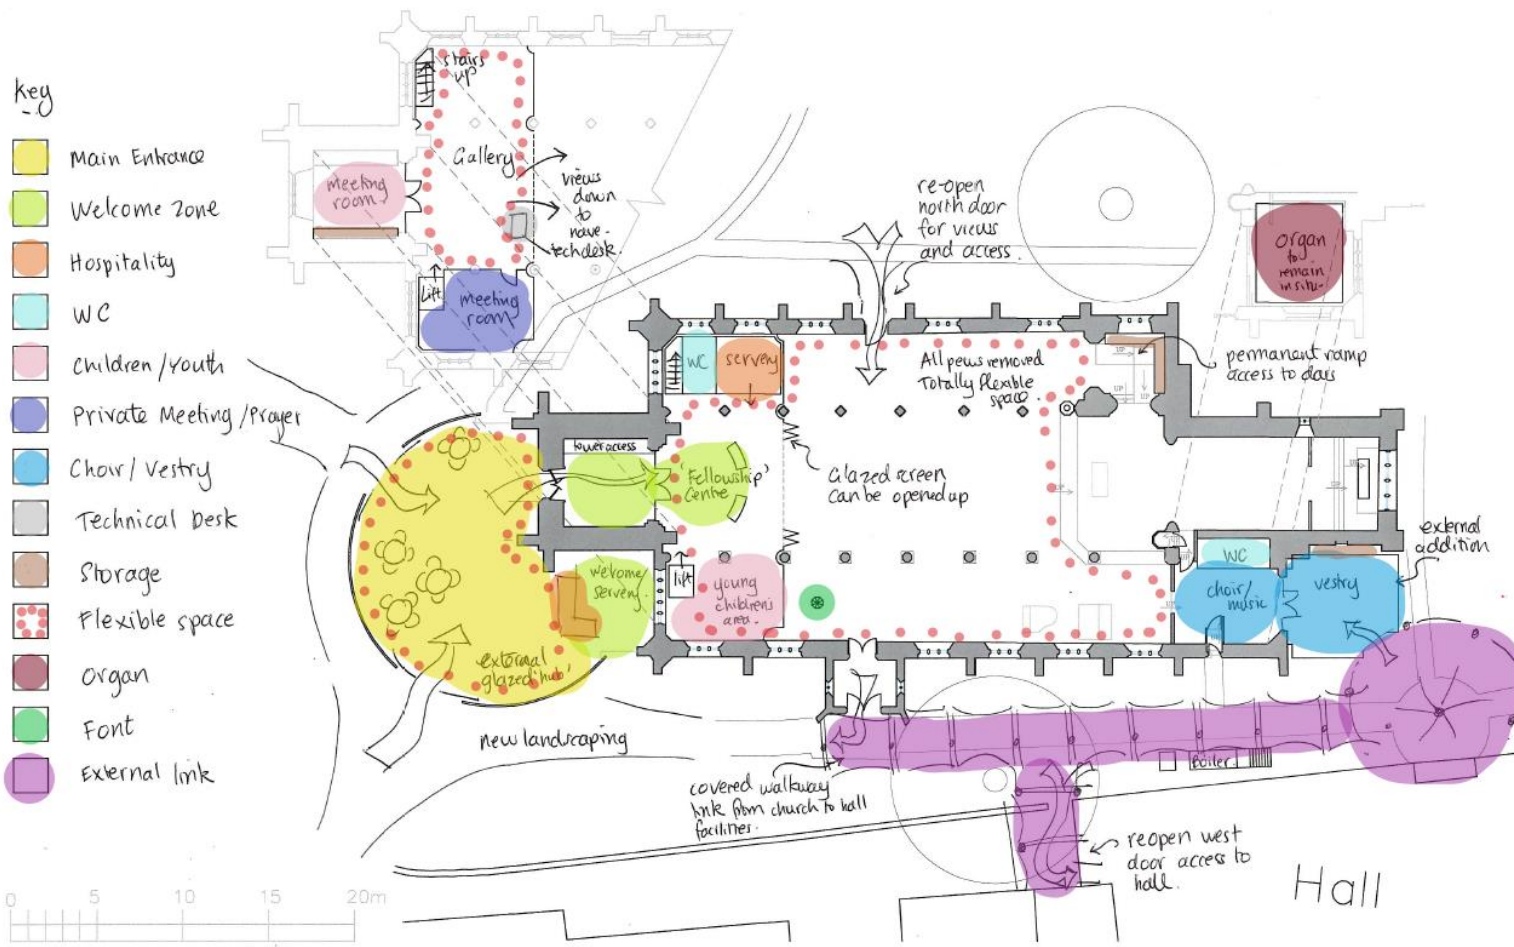 key
Main Entrance
Welcome Zone
Hospitality
WC
Children/Youth
Private Meeting/Prayer
Choir/Vestry
Technical Desk
Storage
Flexible space
Organ
Font
External link
stairs
up
Gallery
meeting
room
views
down
to
nave-
techdesk.
Lift
meeting
room
re-open
north door
for views
and access.
organ
to
remain
in situ-
permanent ramp
access to dais
UP
UP
WC
servery
All pews removed
Totally flexible
space.
tower access
'Fellowship'
Centre
Glazed screen
can be opened up
UP
external
addition
welcome/
servery
lift
young
children's
area.
WC
choir/
music
vestry
external
glazed 'hub'
new landscaping
covered walkway
link from church to hall
facilities.
Boiler.
reopen west
door access to
hall.
Hall
0 5 10 15 20m